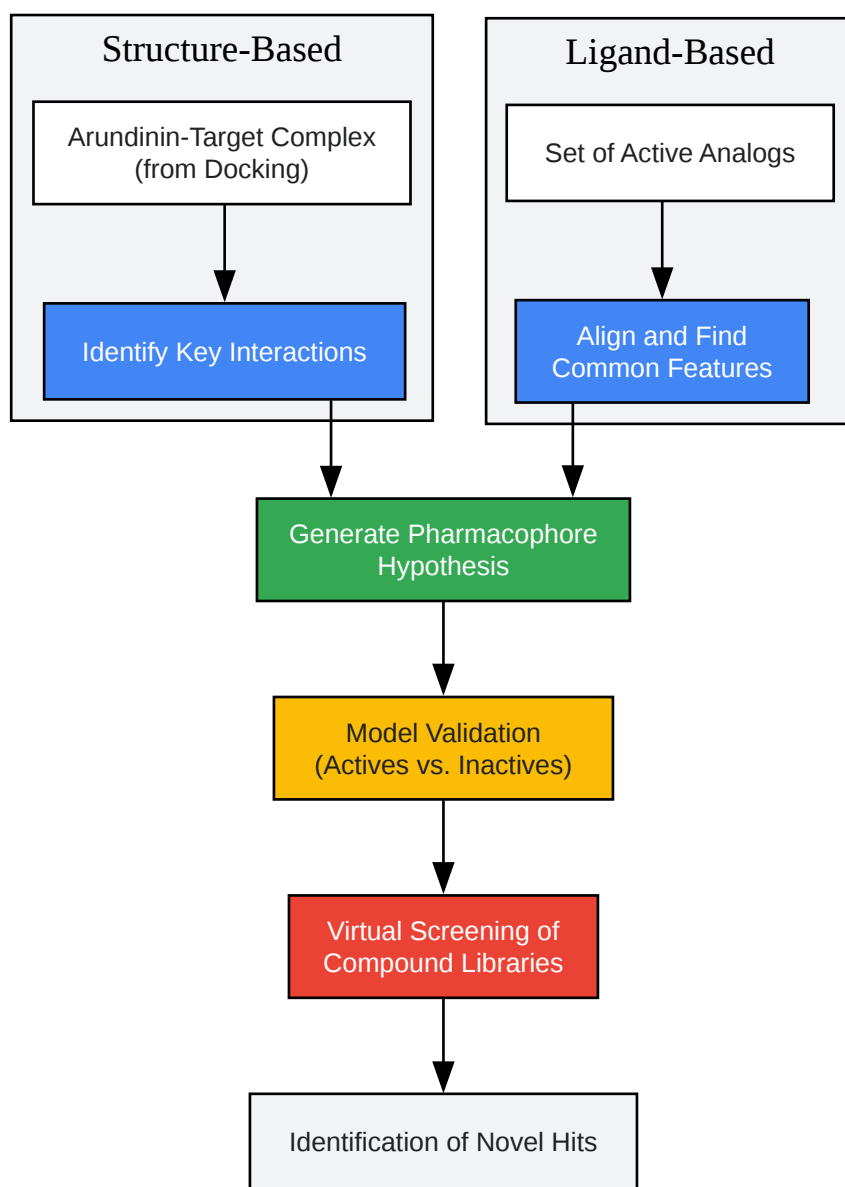 Structure-Based
Arundinin-Target Complex
(from Docking)
Identify Key Interactions
Ligand-Based
Set of Active Analogs
Align and Find
Common Features
Generate Pharmacophore
Hypothesis
Model Validation
(Actives vs. Inactives)
Virtual Screening of
Compound Libraries
Identification of Novel Hits